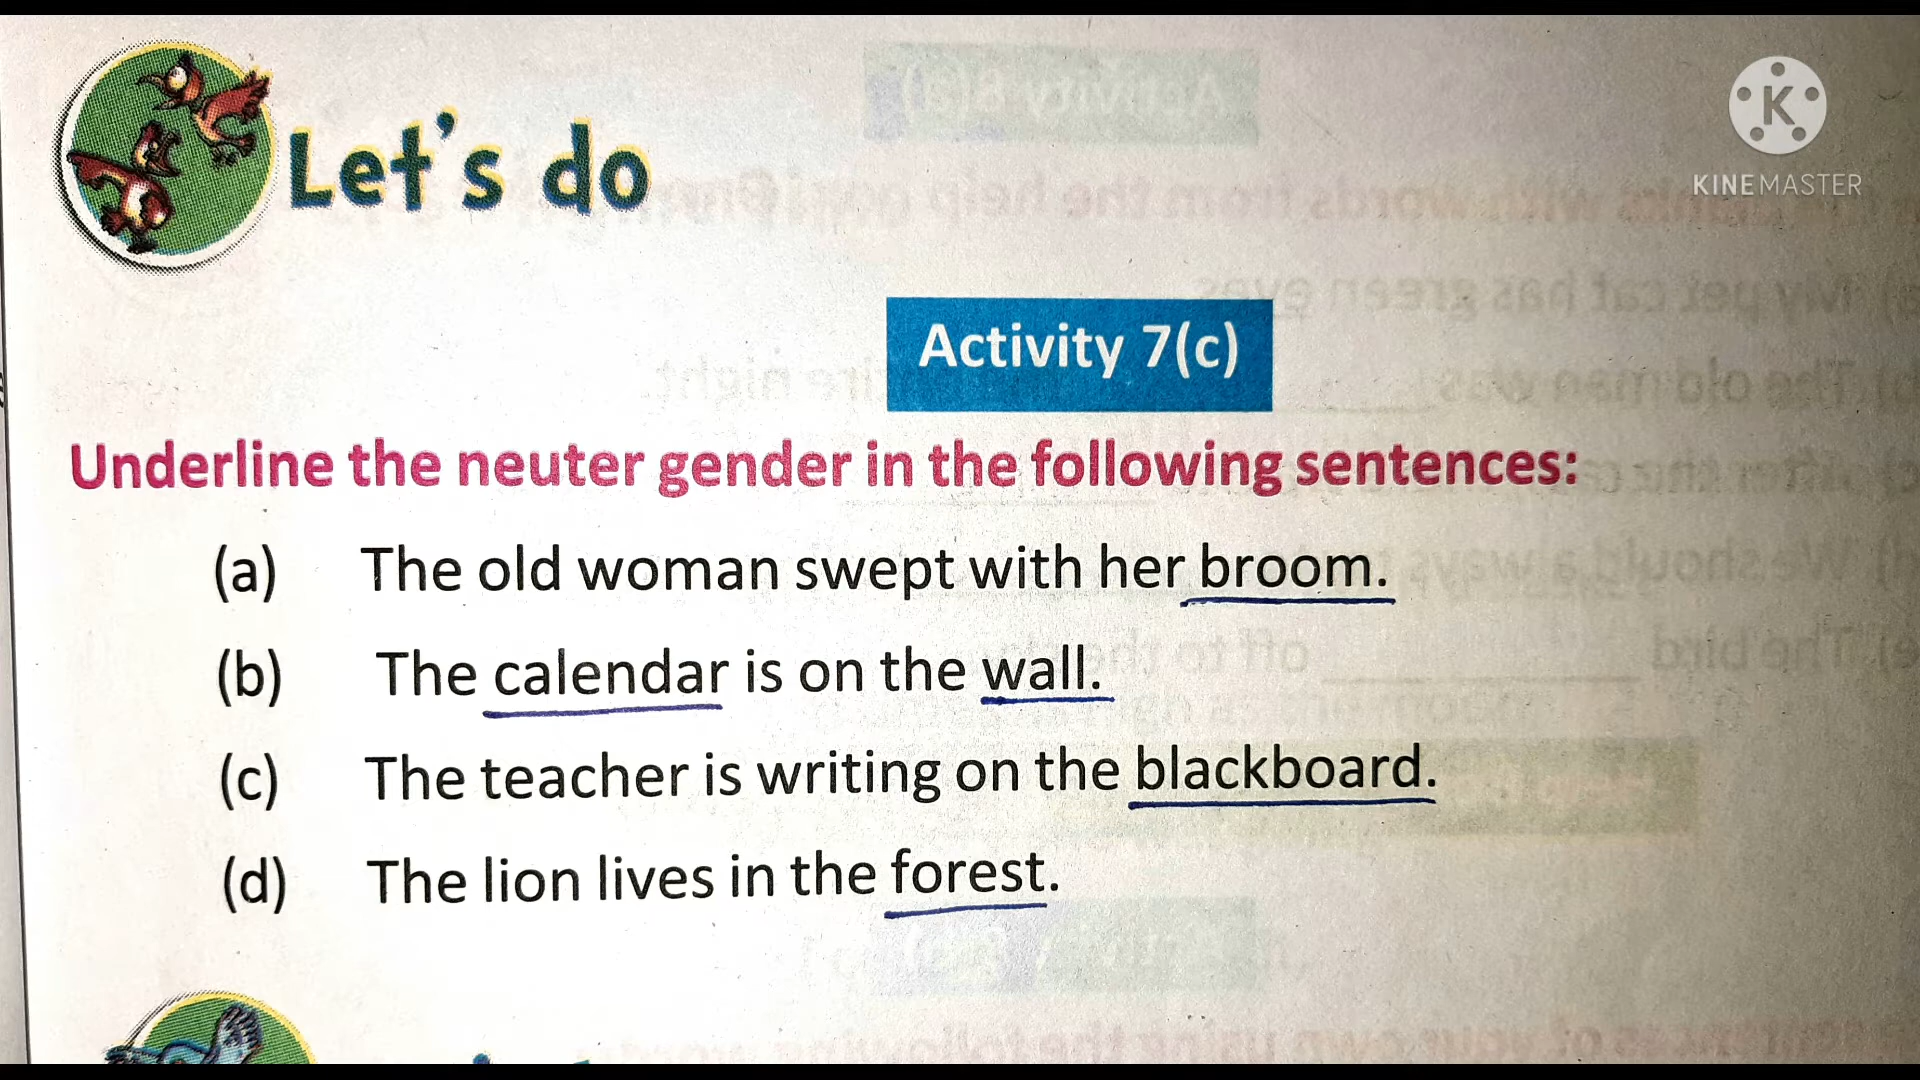 Let's do
KINEMASTER
Activity 7(c)
Underline the neuter gender in the following sentences:
(a) The old woman swept with her broom.
(b) The calendar is on the wall.
(c) The teacher is writing on the blackboard.
(d) The lion lives in the forest.